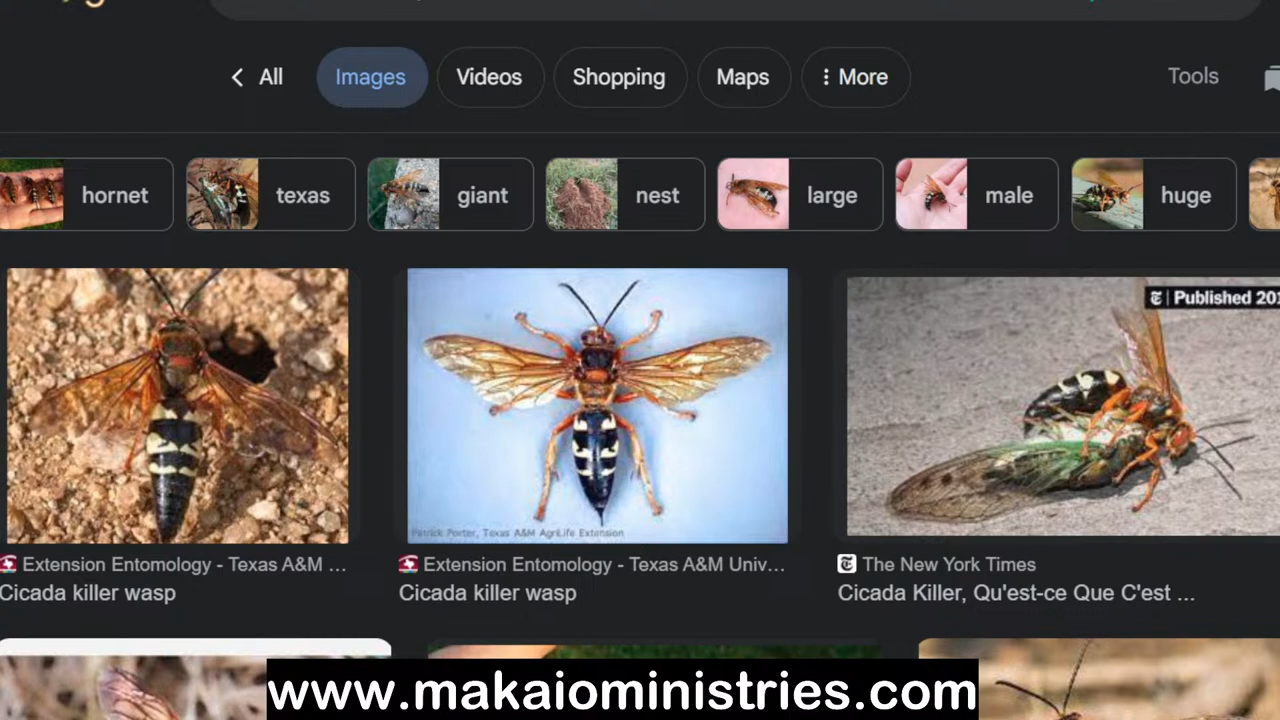 All Images Videos Shopping Maps More Tools
hornet texas giant nest large male huge
Published 201
Patrick Porter, Texas A&M AgriLife Extension
Extension Entomology - Texas A&M ...
Cicada killer wasp
Extension Entomology - Texas A&M Univ...
Cicada killer wasp
The New York Times
Cicada Killer, Qu'est-ce Que C'est ...
www.makaioministries.com